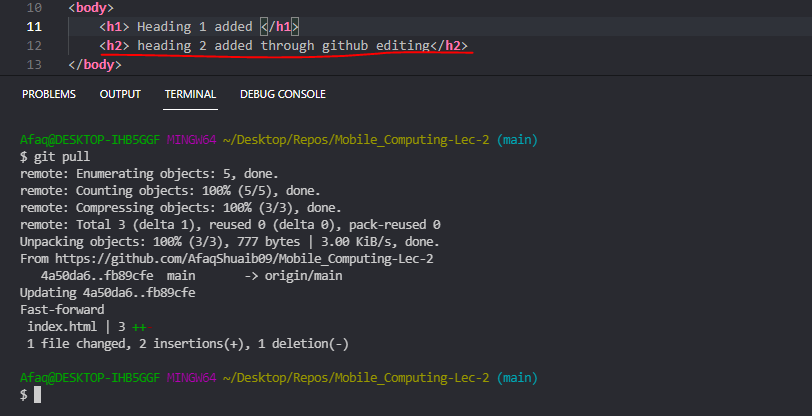 10 <body>
11 <h1> Heading 1 added </h1>
12 <h2> heading 2 added through github editing</h2>
13 </body>
PROBLEMS OUTPUT TERMINAL DEBUG CONSOLE
Afaq@DESKTOP-IHB5GGF MINGW64 ~/Desktop/Repos/Mobile_Computing-Lec-2 (main)
$ git pull
remote: Enumerating objects: 5, done.
remote: Counting objects: 100% (5/5), done.
remote: Compressing objects: 100% (3/3), done.
remote: Total 3 (delta 1), reused 0 (delta 0), pack-reused 0
Unpacking objects: 100% (3/3), 777 bytes | 3.00 KiB/s, done.
From https://github.com/AfaqShuaib09/Mobile_Computing-Lec-2
4a50da6..fb89cfe main -> origin/main
Updating 4a50da6..fb89cfe
Fast-forward
index.html | 3 ++
1 file changed, 2 insertions(+), 1 deletion(-)
Afaq@DESKTOP-IHB5GGF MINGW64 ~/Desktop/Repos/Mobile_Computing-Lec-2 (main)
$